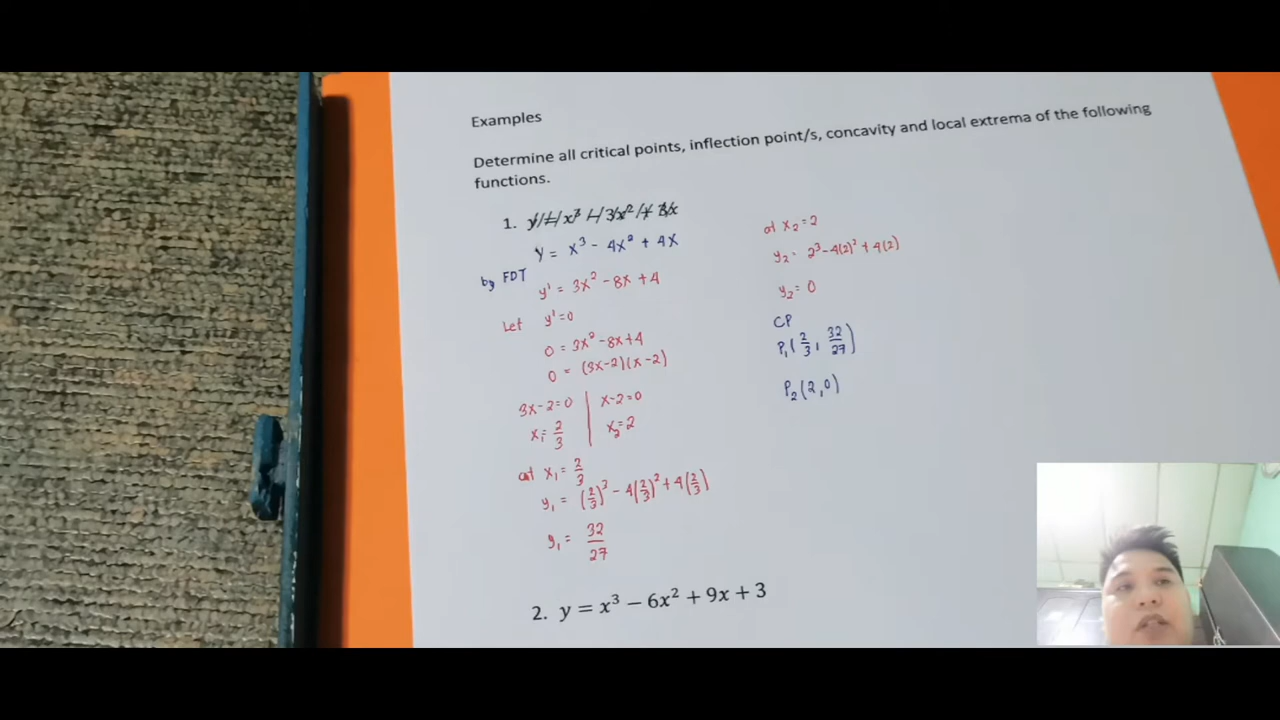 Examples
Determine all critical points, inflection point/s, concavity and local extrema of the following
functions.
1. y = x³ – 3x² + 3x
y = x³ - 4x² + 4x
by FDT
y' = 3x² - 8x + 4
Let y' = 0
0 = 3x² - 8x + 4
0 = (3x-2)(x-2)
3x-2=0 | x-2=0
x₁ = 2/3 | x₂ = 2
at x₁ = 2/3
y₁ = (2/3)³ - 4(2/3)² + 4(2/3)
y₁ = 32/27
at x₂ = 2
y₂ = 2³ - 4(2)² + 4(2)
y₂ = 0
CP
P₁(2/3, 32/27)
P₂(2,0)
2. y = x³ − 6x² + 9x + 3